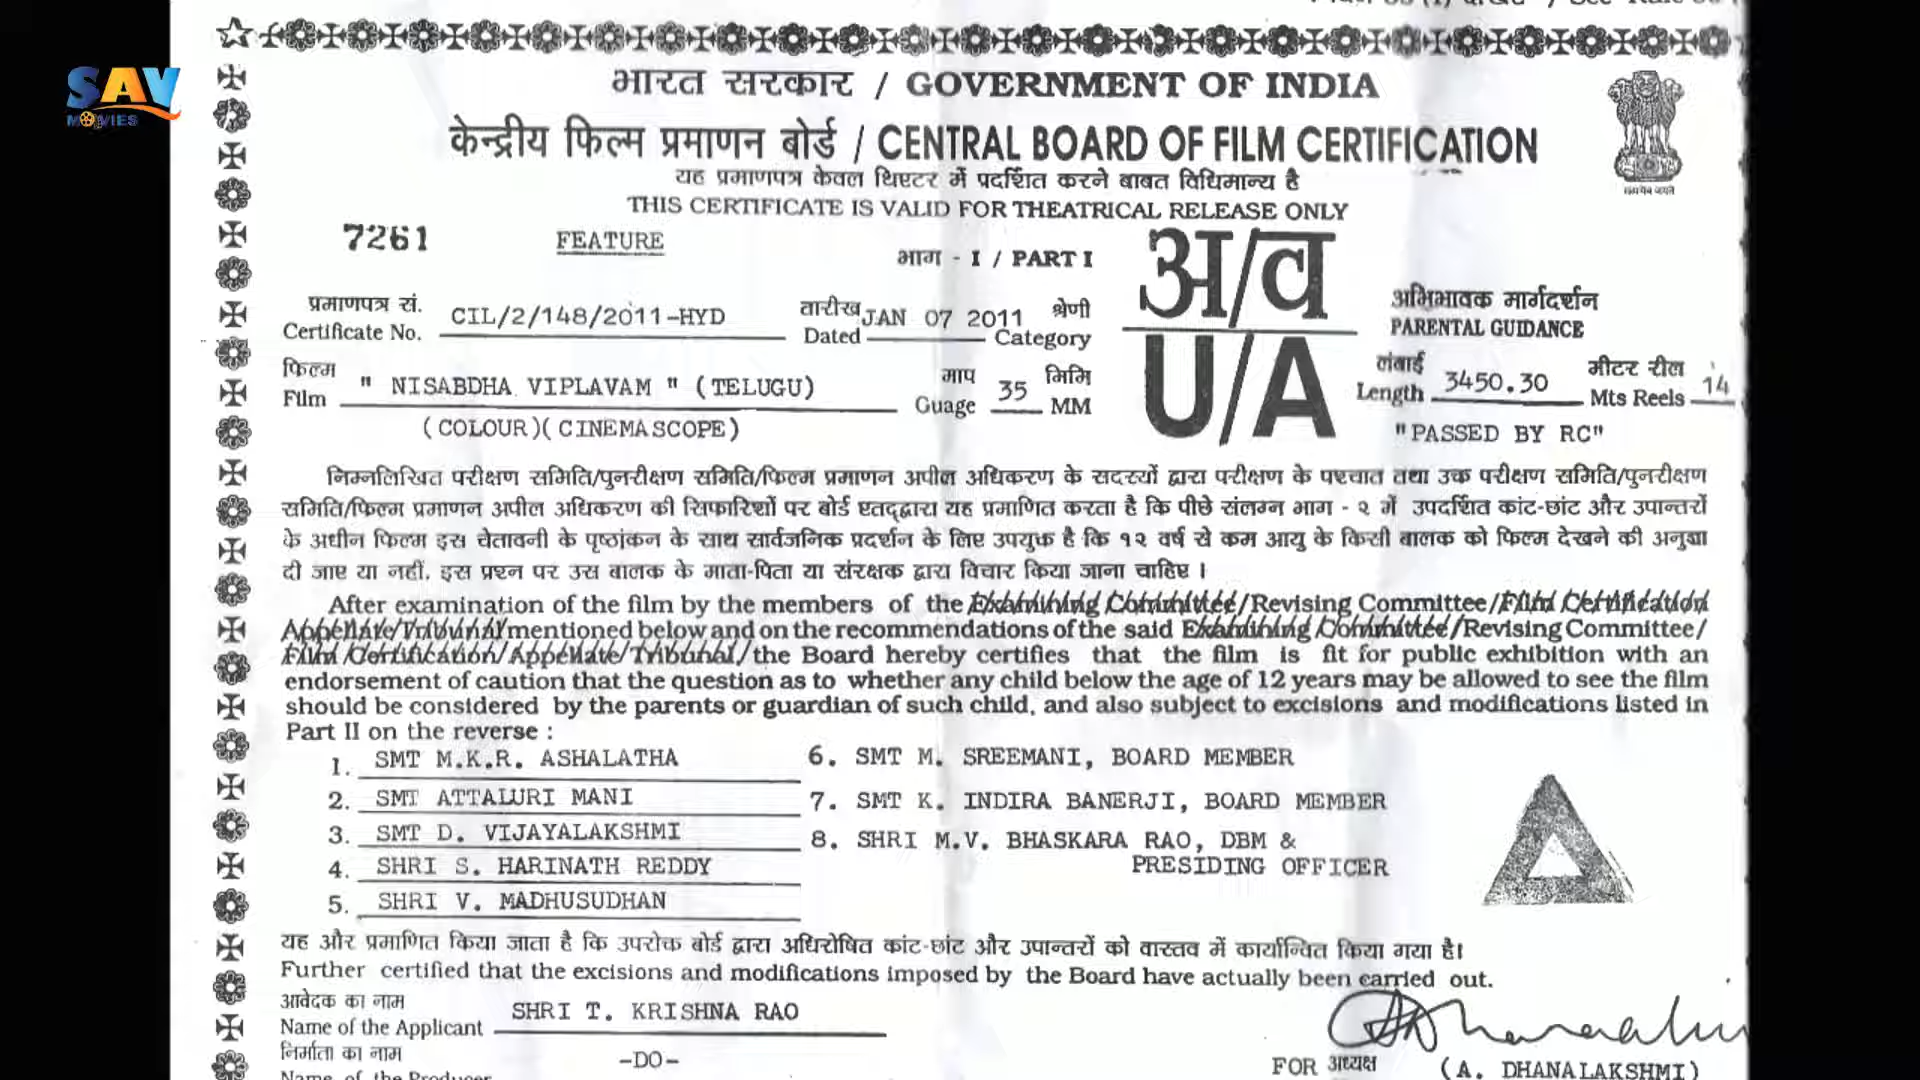 SAV
MOVIES
भारत सरकार / GOVERNMENT OF INDIA
केन्द्रीय फिल्म प्रमाणन बोर्ड / CENTRAL BOARD OF FILM CERTIFICATION
यह प्रमाणपत्र केवल थिएटर में प्रदर्शित करने बाबत विधिमान्य है
THIS CERTIFICATE IS VALID FOR THEATRICAL RELEASE ONLY
7261 FEATURE भाग - I / PART I
अ/व
U/A
प्रमाणपत्र सं. तारीख श्रेणी अभिभावक मार्गदर्शन
Certificate No. CIL/2/148/2011-HYD Dated JAN 07 2011 Category PARENTAL GUIDANCE
फिल्म माप मिमि लंबाई मीटर रील
Film " NISABDHA VIPLAVAM " (TELUGU) Guage 35 MM Length 3450.30 Mts Reels 14
(COLOUR)(CINEMASCOPE) "PASSED BY RC"
निम्नलिखित परीक्षण समिति/पुनरीक्षण समिति/फिल्म प्रमाणन अपील अधिकरण के सदस्यों द्वारा परीक्षण के पश्चात तथा उक्त परीक्षण समिति/पुनरीक्षण
समिति/फिल्म प्रमाणन अपील अधिकरण की सिफारिशों पर बोर्ड एतद्द्वारा यह प्रमाणित करता है कि पीछे संलग्न भाग - २ में उपदर्शित कांट-छांट और उपान्तरों
के अधीन फिल्म इस चेतावनी के पृष्ठांकन के साथ सार्वजनिक प्रदर्शन के लिए उपयुक्त है कि १२ वर्ष से कम आयु के किसी बालक को फिल्म देखने की अनुज्ञा
दी जाए या नहीं, इस प्रश्न पर उस बालक के माता-पिता या संरक्षक द्वारा विचार किया जाना चाहिए ।
After examination of the film by the members of the Examining Committee/Revising Committee/Film Certification
Appellate Tribunal mentioned below and on the recommendations of the said Examining Committee/Revising Committee/
Film Certification Appellate Tribunal, the Board hereby certifies that the film is fit for public exhibition with an
endorsement of caution that the question as to whether any child below the age of 12 years may be allowed to see the film
should be considered by the parents or guardian of such child, and also subject to excisions and modifications listed in
Part II on the reverse :
1. SMT M.K.R. ASHALATHA
2. SMT ATTALURI MANI
3. SMT D. VIJAYALAKSHMI
4. SHRI S. HARINATH REDDY
5. SHRI V. MADHUSUDHAN
6. SMT M. SREEMANI, BOARD MEMBER
7. SMT K. INDIRA BANERJI, BOARD MEMBER
8. SHRI M.V. BHASKARA RAO, DBM &
PRESIDING OFFICER
यह और प्रमाणित किया जाता है कि उपरोक्त बोर्ड द्वारा अधिरोपित कांट-छांट और उपान्तरों को वास्तव में कार्यान्वित किया गया है।
Further certified that the excisions and modifications imposed by the Board have actually been carried out.
आवेदक का नाम
Name of the Applicant SHRI T. KRISHNA RAO
निर्माता का नाम
Name of the Producer -DO-
FOR अध्यक्ष (A. DHANALAKSHMI)